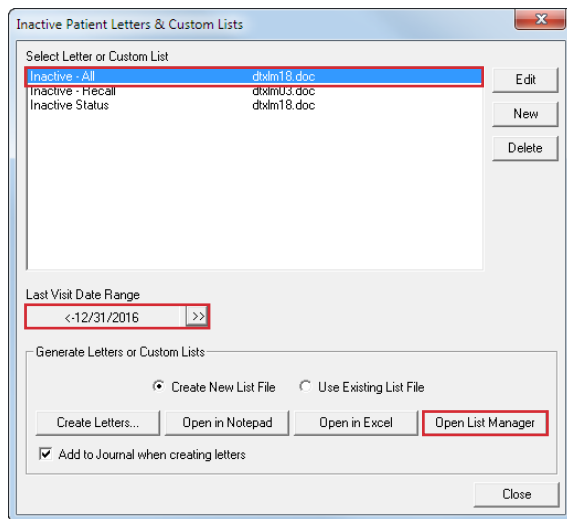 Inactive Patient Letters & Custom Lists
x
Select Letter or Custom List
Inactive - All dtxlm18.doc
Inactive - Recall dtxlm03.doc
Inactive Status dtxlm18.doc
Edit
New
Delete
Last Visit Date Range
<-12/31/2016 >>
Generate Letters or Custom Lists
Create New List File Use Existing List File
Create Letters... Open in Notepad Open in Excel Open List Manager
Add to Journal when creating letters
Close